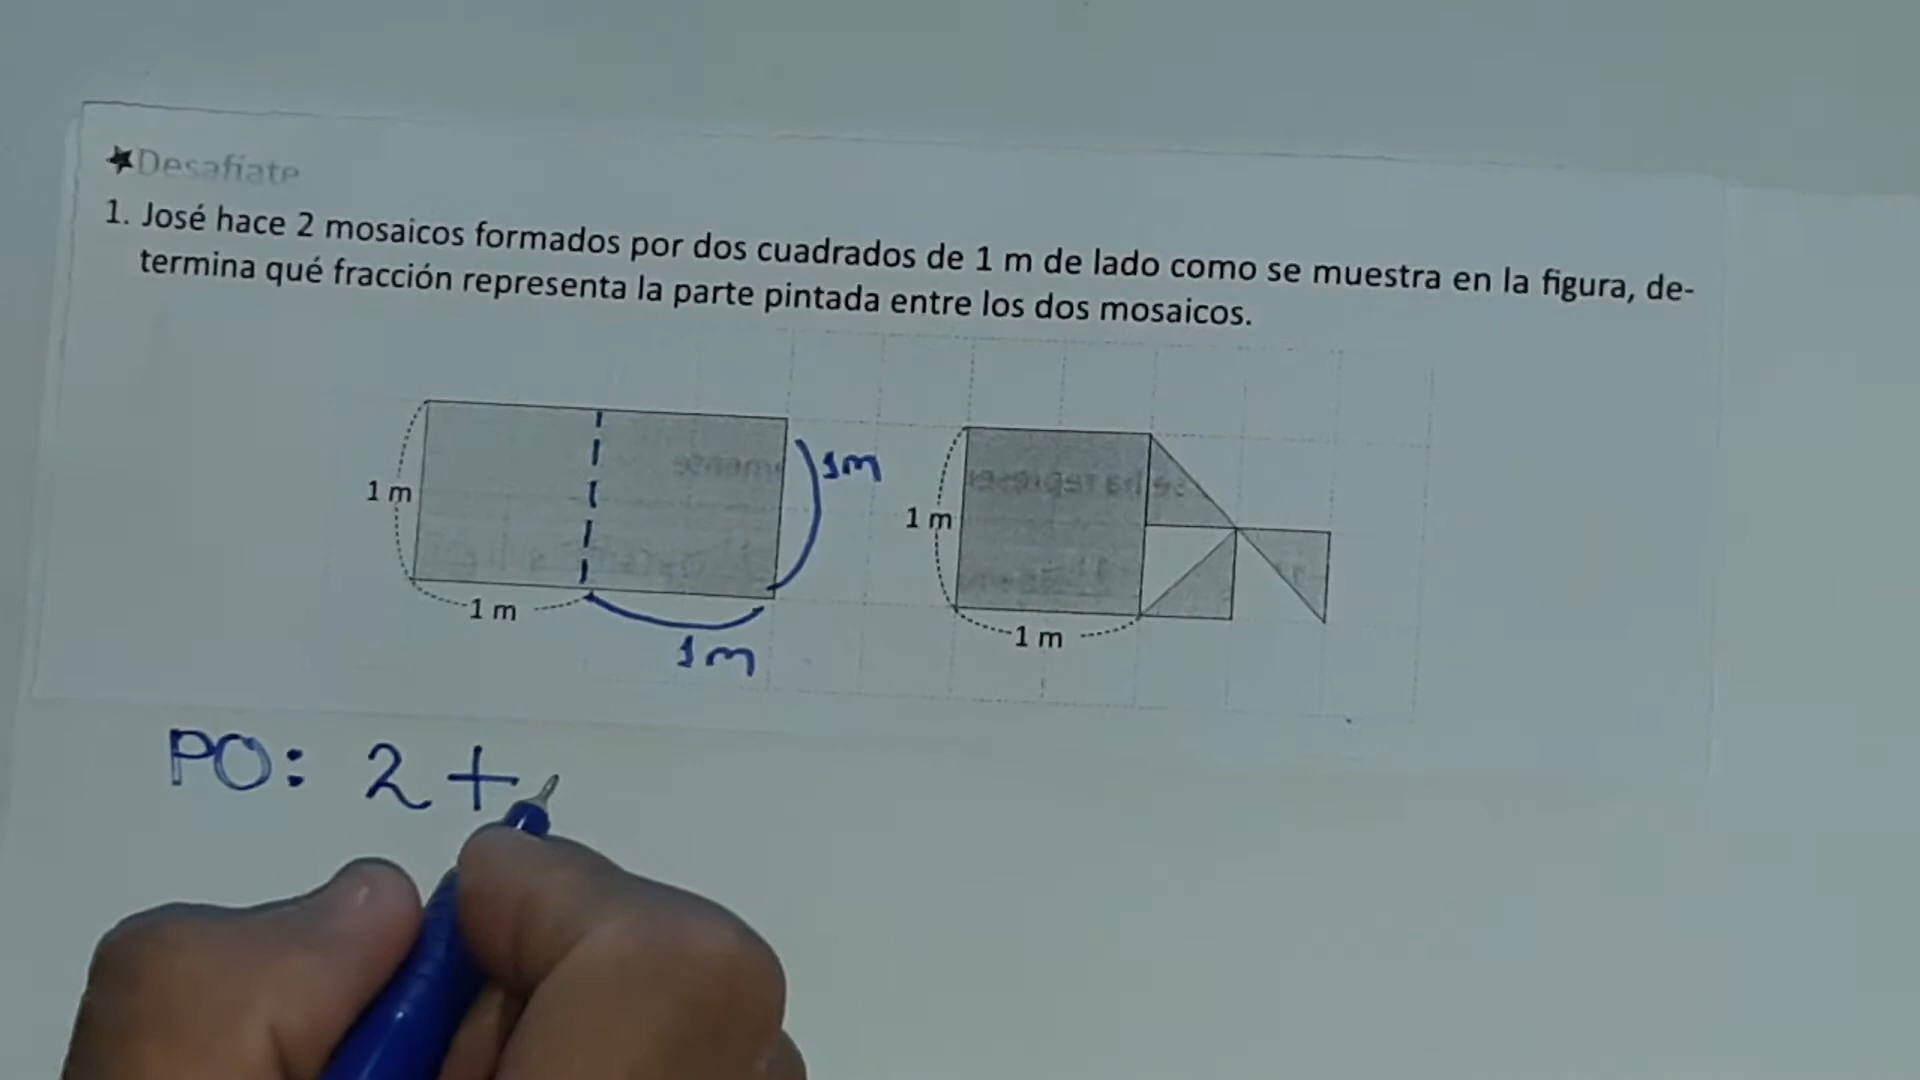 ★Desafíate
1. José hace 2 mosaicos formados por dos cuadrados de 1 m de lado como se muestra en la figura, de-
termina qué fracción representa la parte pintada entre los dos mosaicos.
1 m
1m
1 m
1 m
1m
1 m
PO: 2 +